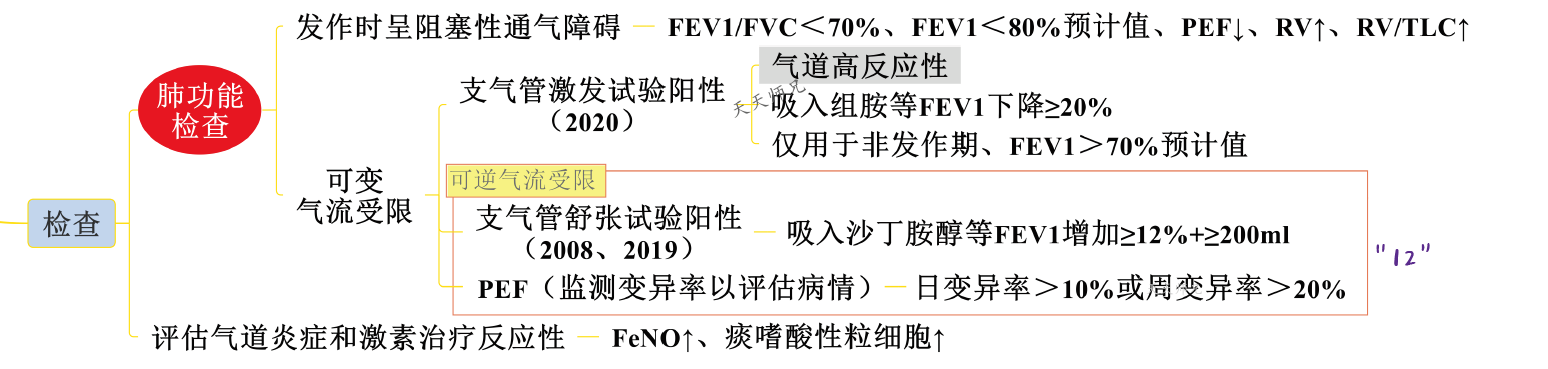 发作时呈阻塞性通气障碍 FEV1/FVC＜70%、FEV1＜80%预计值、PEF↓、RV↑、RV/TLC↑
肺功能
检查
气道高反应性
支气管激发试验阳性
（2020）
天天师兄
吸入组胺等FEV1下降≥20%
仅用于非发作期、FEV1＞70%预计值
可变
气流受限
可逆气流受限
检查
支气管舒张试验阳性
（2008、2019）
吸入沙丁胺醇等FEV1增加≥12%+≥200ml
"12"
PEF（监测变异率以评估病情） 日变异率＞10%或周变异率＞20%
评估气道炎症和激素治疗反应性 FeNO↑、痰嗜酸性粒细胞↑